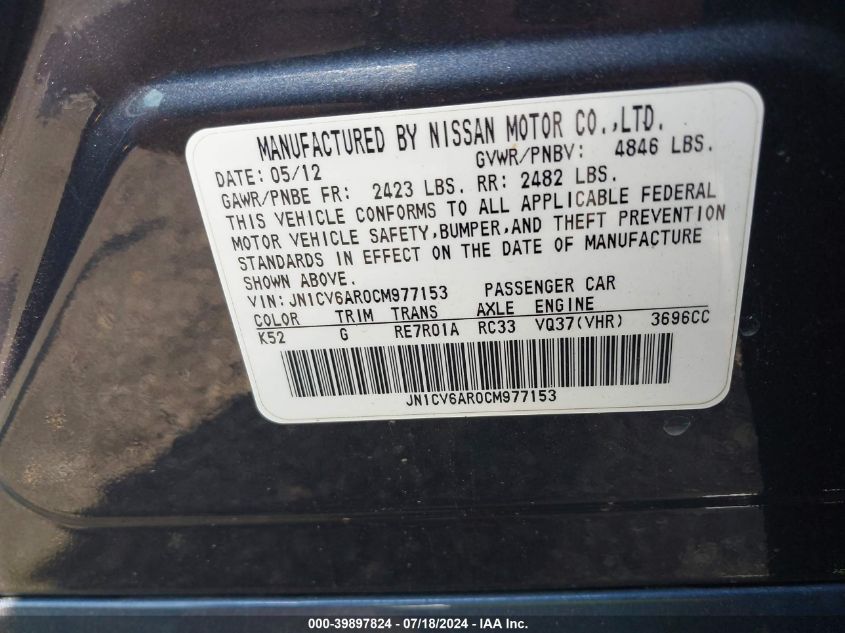 MANUFACTURED BY NISSAN MOTOR CO.,LTD.
DATE: 05/12 GVWR/PNBV: 4846 LBS.
GAWR/PNBE FR: 2423 LBS. RR: 2482 LBS.
THIS VEHICLE CONFORMS TO ALL APPLICABLE FEDERAL
MOTOR VEHICLE SAFETY,BUMPER,AND THEFT PREVENTION
STANDARDS IN EFFECT ON THE DATE OF MANUFACTURE
SHOWN ABOVE.
VIN: JN1CV6AR0CM977153 PASSENGER CAR
COLOR TRIM TRANS AXLE ENGINE
K52 G RE7R01A RC33 VQ37(VHR) 3696CC
JN1CV6AR0CM977153
000-39897824 - 07/18/2024 - IAA Inc.